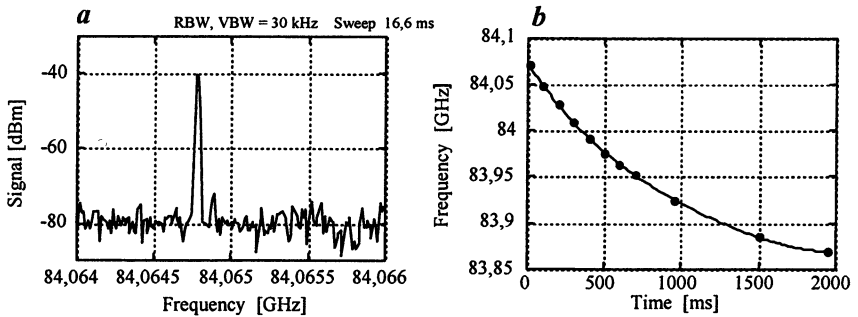 a
RBW, VBW = 30 kHz Sweep 16,6 ms
-40
-60
-80
Signal [dBm]
84,064 84,0645 84,065 84,0655 84,066
Frequency [GHz]
b
84,1
84,05
84
83,95
83,9
83,85
Frequency [GHz]
0 500 1000 1500 2000
Time [ms]